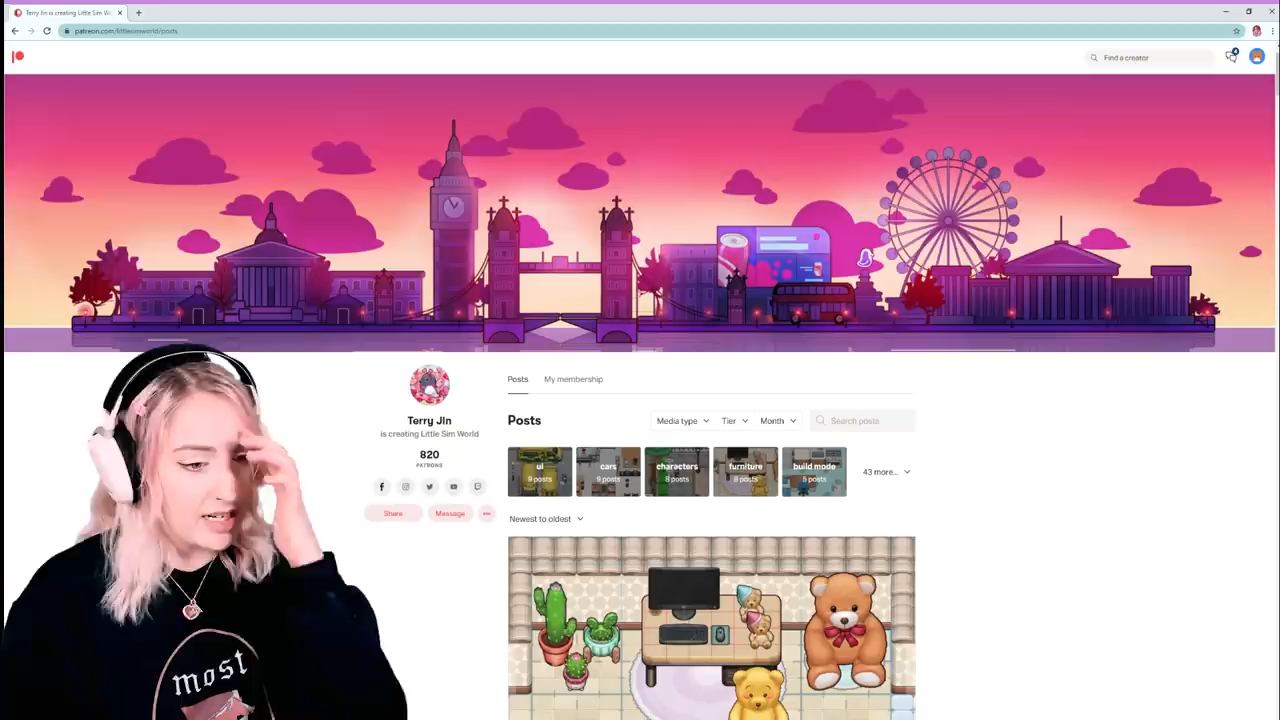 Terry Jin is creating Little Sim Wo
patreon.com/littlesimworld/posts
Find a creator
4
Posts
My membership
Terry JIn
is creating Little Sim World
820
PATRONS
Share
Message
Posts
Media type
Tier
Month
Search posts
ui
9 posts
cars
9 posts
characters
8 posts
furniture
8 posts
build mode
5 posts
43 more...
Newest to oldest
most